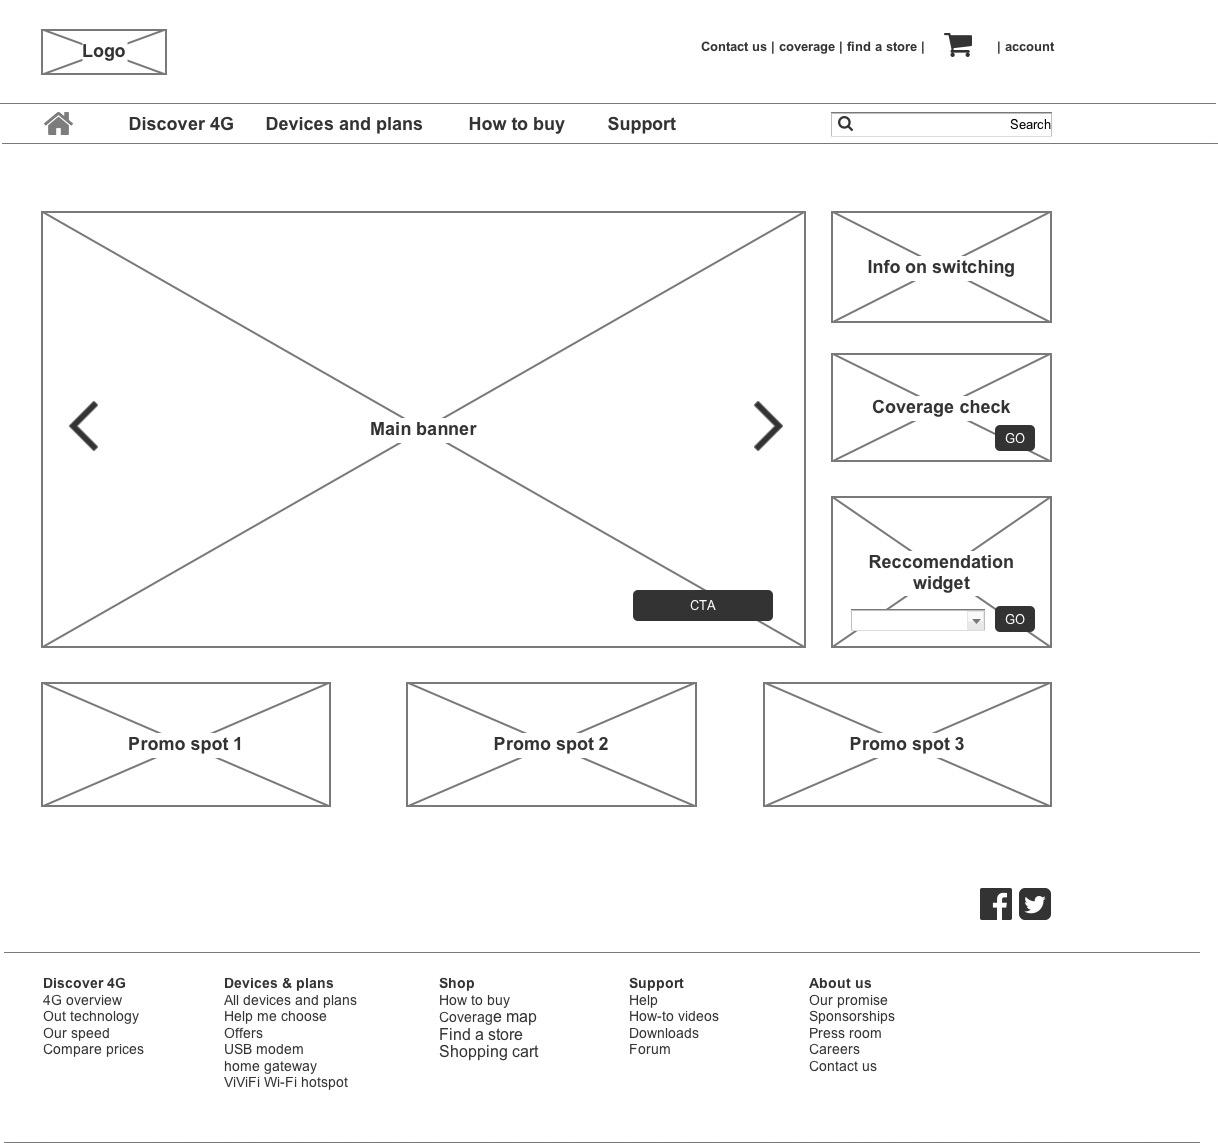 Logo
Contact us | coverage | find a store |
| account
Discover 4G
Devices and plans
How to buy
Support
Search
Info on switching
Main banner
Coverage check
GO
Reccomendation
widget
GO
CTA
Promo spot 1
Promo spot 2
Promo spot 3
Discover 4G
4G overview
Out technology
Our speed
Compare prices
Devices & plans
All devices and plans
Help me choose
Offers
USB modem
home gateway
ViViFi Wi-Fi hotspot
Shop
How to buy
Coverage map
Find a store
Shopping cart
Support
Help
How-to videos
Downloads
Forum
About us
Our promise
Sponsorships
Press room
Careers
Contact us